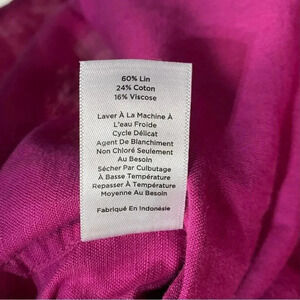 60% Lin
24% Coton
16% Viscose
Laver À La Machine À
L'eau Froide
Cycle Délicat
Agent De Blanchiment
Non Chloré Seulement
Au Besoin
Sécher Par Culbutage
À Basse Température
Repasser À Température
Moyenne Au Besoin
Fabriqué En Indonésie